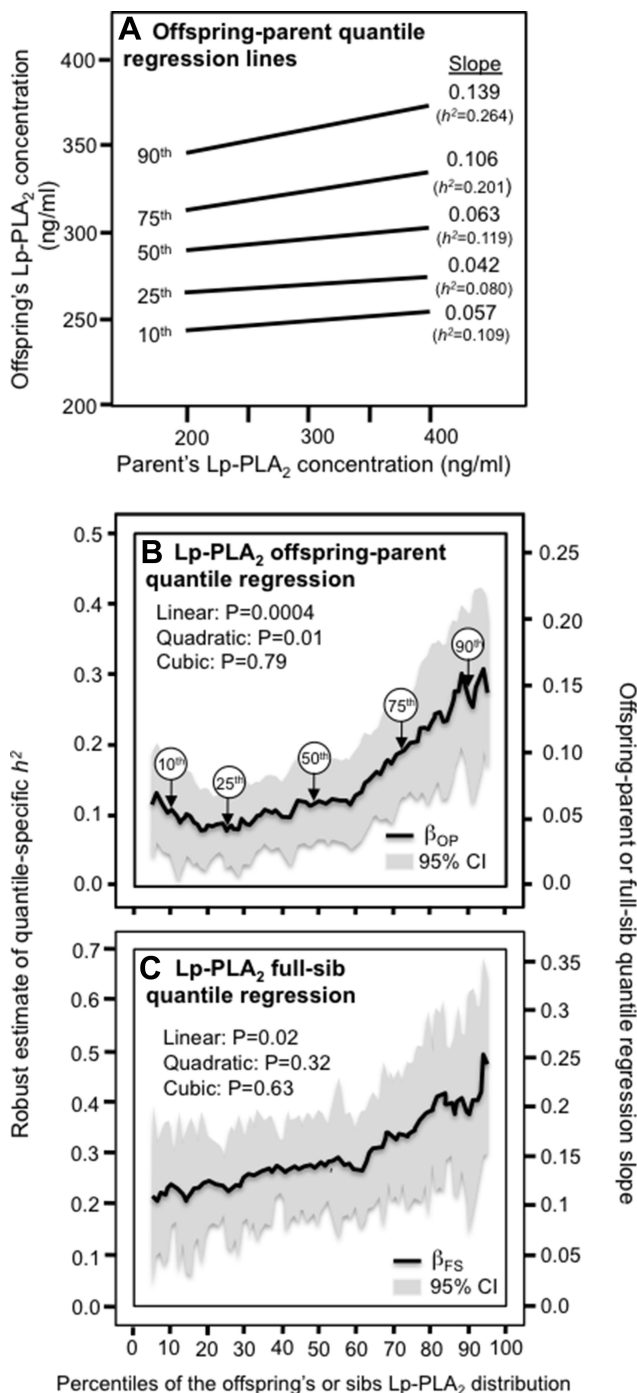 A Offspring-parent quantile
regression lines
Slope
0.139
(h²=0.264)
0.106
(h²=0.201)
0.063
(h²=0.119)
0.042
(h²=0.080)
0.057
(h²=0.109)
90th
75th
50th
25th
10th
400
350
300
250
200
Offspring's Lp-PLA₂ concentration
(ng/ml)
200
300
400
Parent's Lp-PLA₂ concentration (ng/ml)
B Lp-PLA₂ offspring-parent
quantile regression
Linear: P=0.0004
Quadratic: P=0.01
Cubic: P=0.79
10th
25th
50th
75th
90th
βOP
95% CI
0.5
0.4
0.3
0.2
0.1
0.0
0.25
0.20
0.15
0.10
0.05
0.0
C Lp-PLA₂ full-sib
quantile regression
Linear: P=0.02
Quadratic: P=0.32
Cubic: P=0.63
βFS
95% CI
0.7
0.6
0.5
0.4
0.3
0.2
0.1
0.0
0.35
0.3
0.25
0.2
0.15
0.1
0.05
0.0
Robust estimate of quantile-specific h²
Offspring-parent or full-sib quantile regression slope
0 10 20 30 40 50 60 70 80 90 100
Percentiles of the offspring's or sibs Lp-PLA₂ distribution